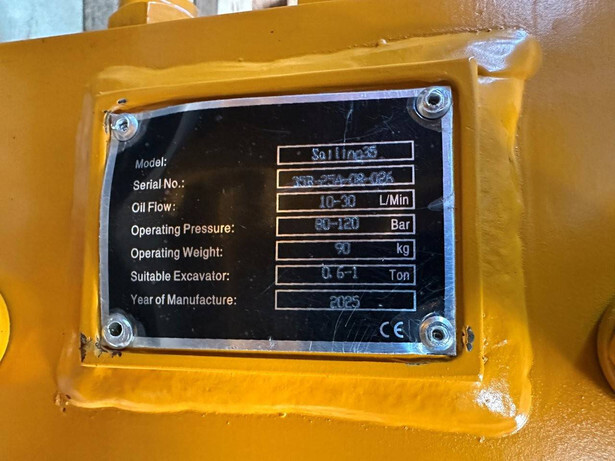 Model: Sailing35
Serial No.: 35R-25A-08-026
Oil Flow: 10-30 L/Min
Operating Pressure: 80-120 Bar
Operating Weight: 90 kg
Suitable Excavator: 0.6-1 Ton
Year of Manufacture: 2025
CE